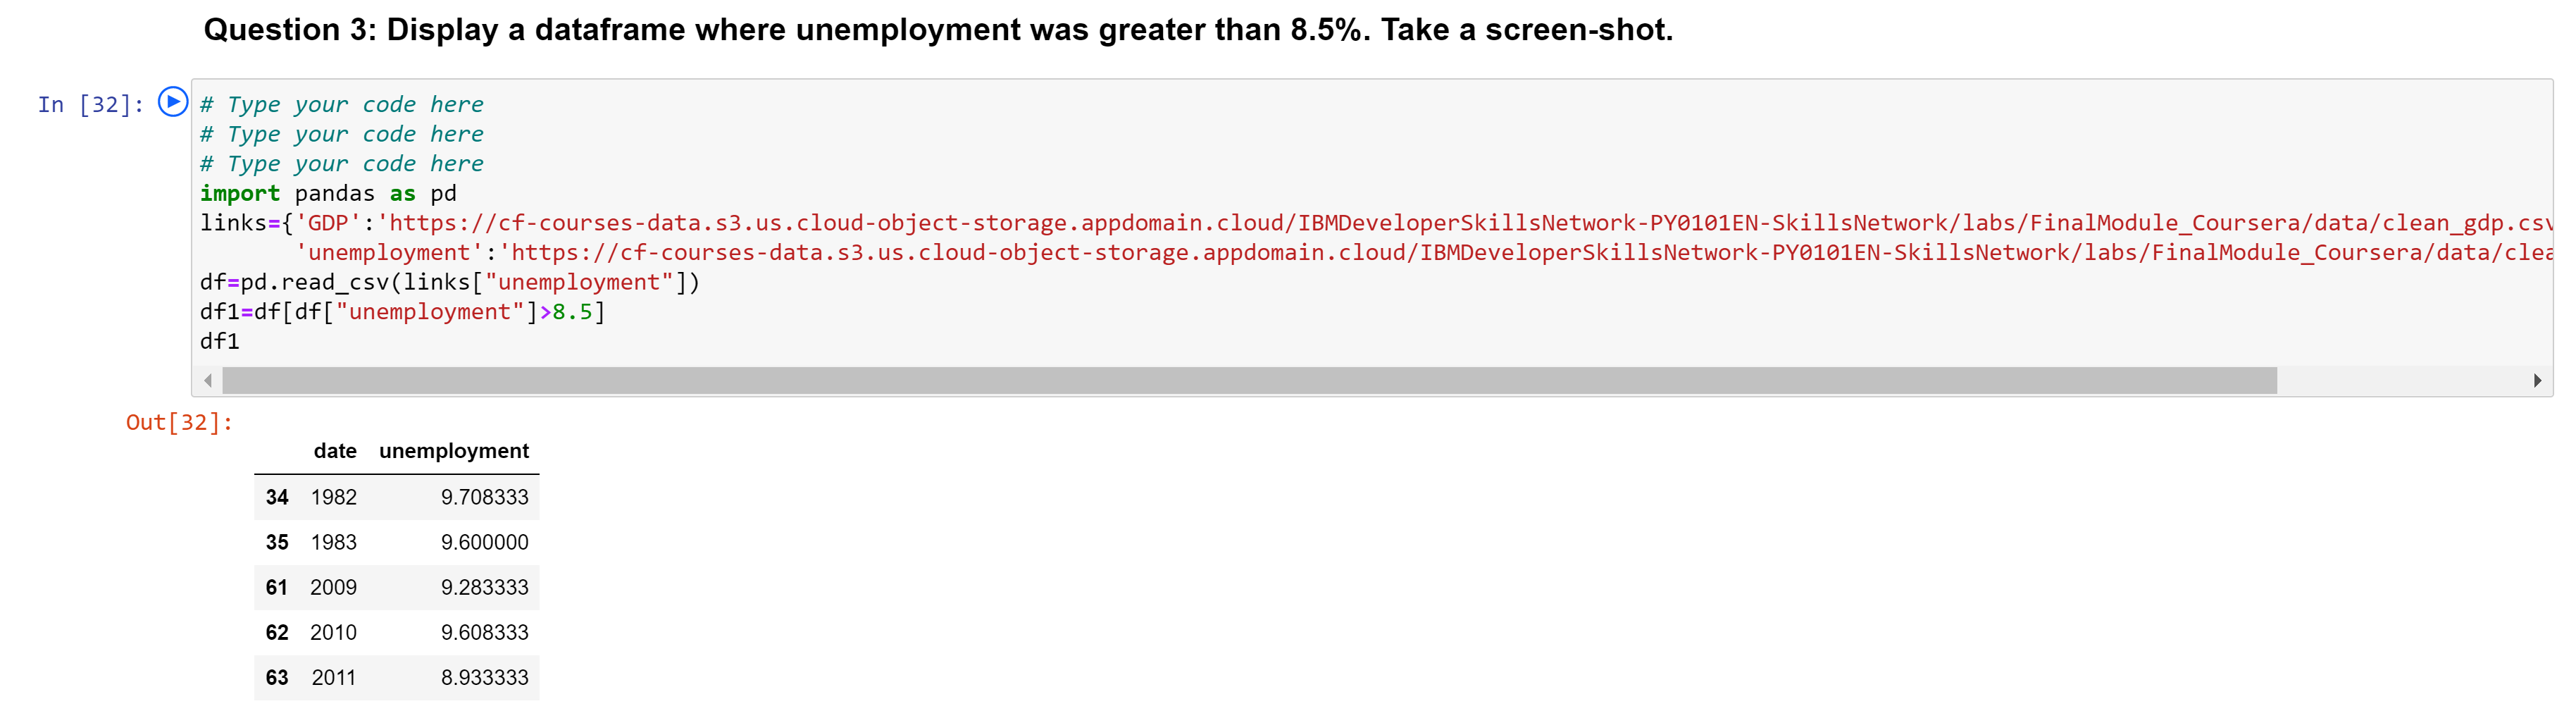 Question 3: Display a dataframe where unemployment was greater than 8.5%. Take a screen-shot.
In [32]:
# Type your code here
# Type your code here
# Type your code here
import pandas as pd
links={'GDP':'https://cf-courses-data.s3.us.cloud-object-storage.appdomain.cloud/IBMDeveloperSkillsNetwork-PY0101EN-SkillsNetwork/labs/FinalModule_Coursera/data/clean_gdp.csv
'unemployment':'https://cf-courses-data.s3.us.cloud-object-storage.appdomain.cloud/IBMDeveloperSkillsNetwork-PY0101EN-SkillsNetwork/labs/FinalModule_Coursera/data/clea
df=pd.read_csv(links["unemployment"])
df1=df[df["unemployment"]>8.5]
df1
Out[32]:
date unemployment
34 1982 9.708333
35 1983 9.600000
61 2009 9.283333
62 2010 9.608333
63 2011 8.933333